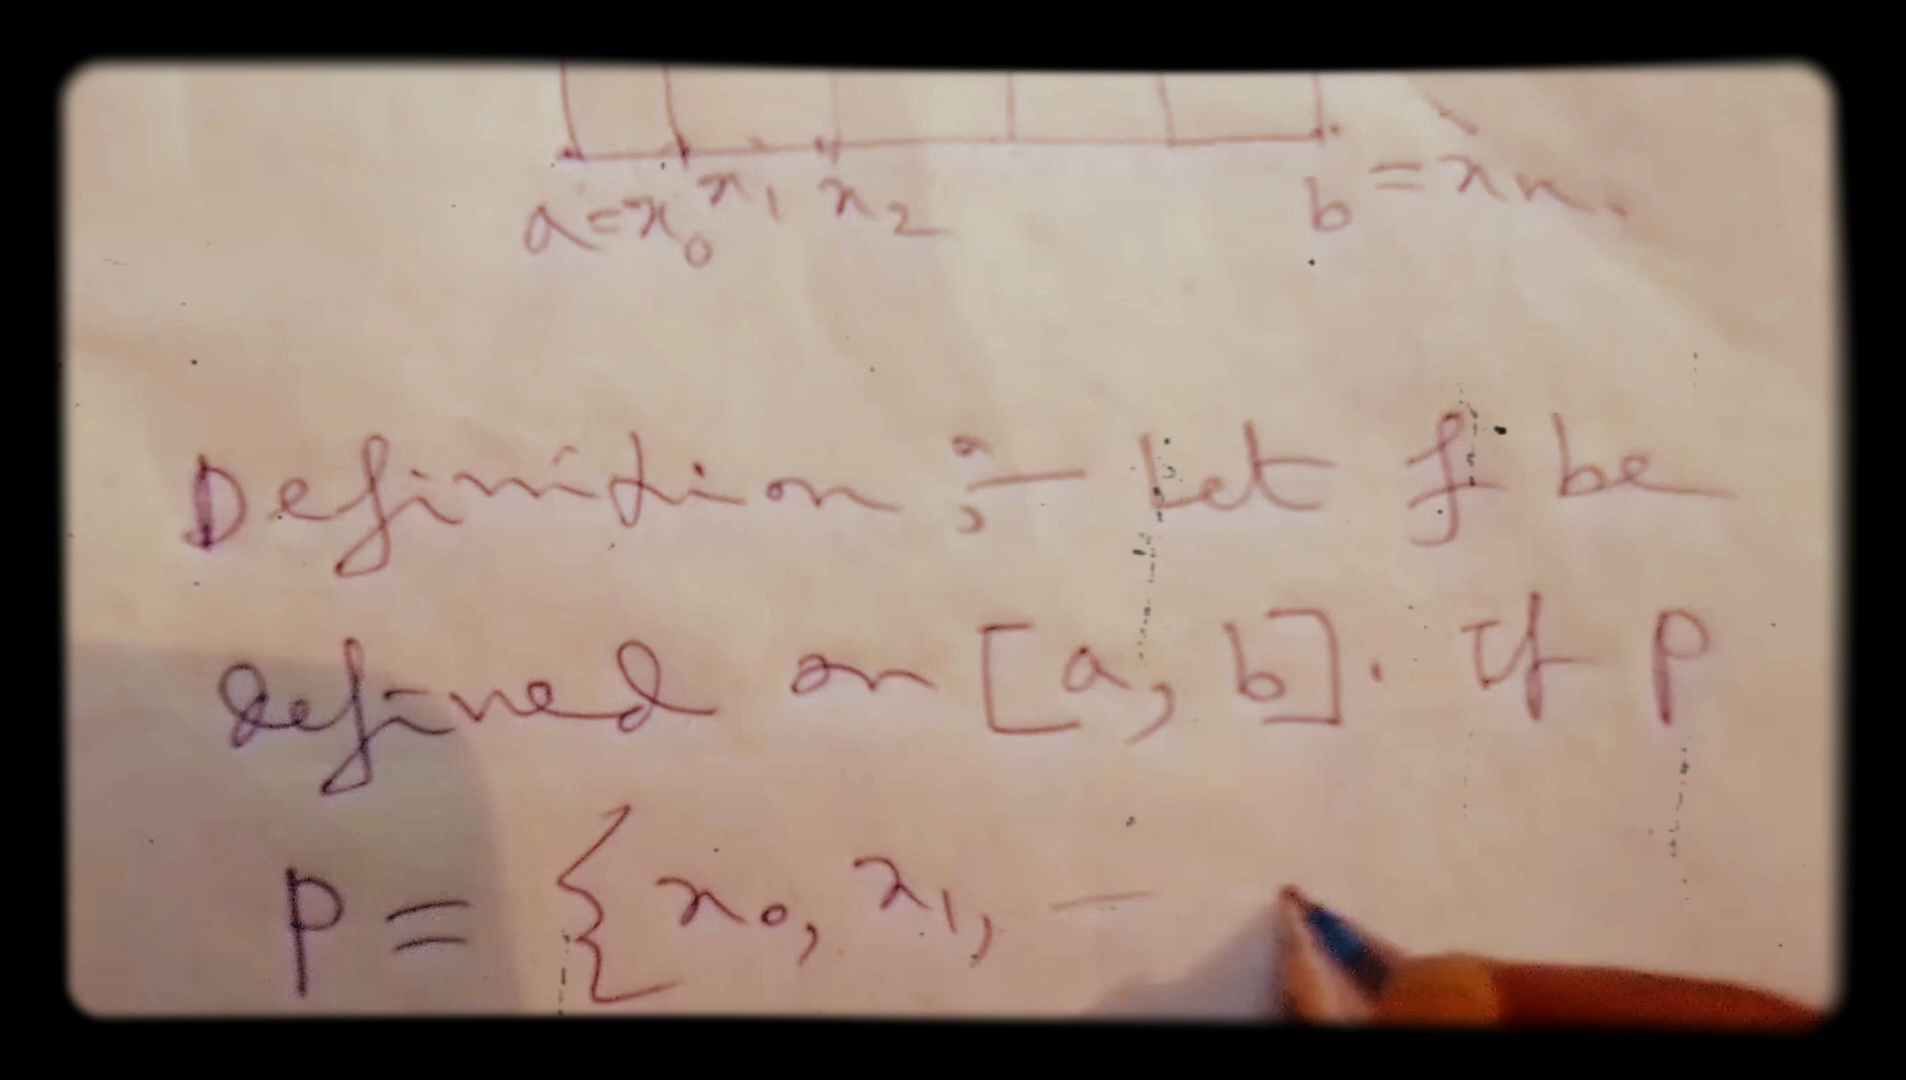 a=x₀ x₁ x₂ b = xn.
Definition :- Let f be
defined on [a, b]. If P
P = { x₀, x₁, —